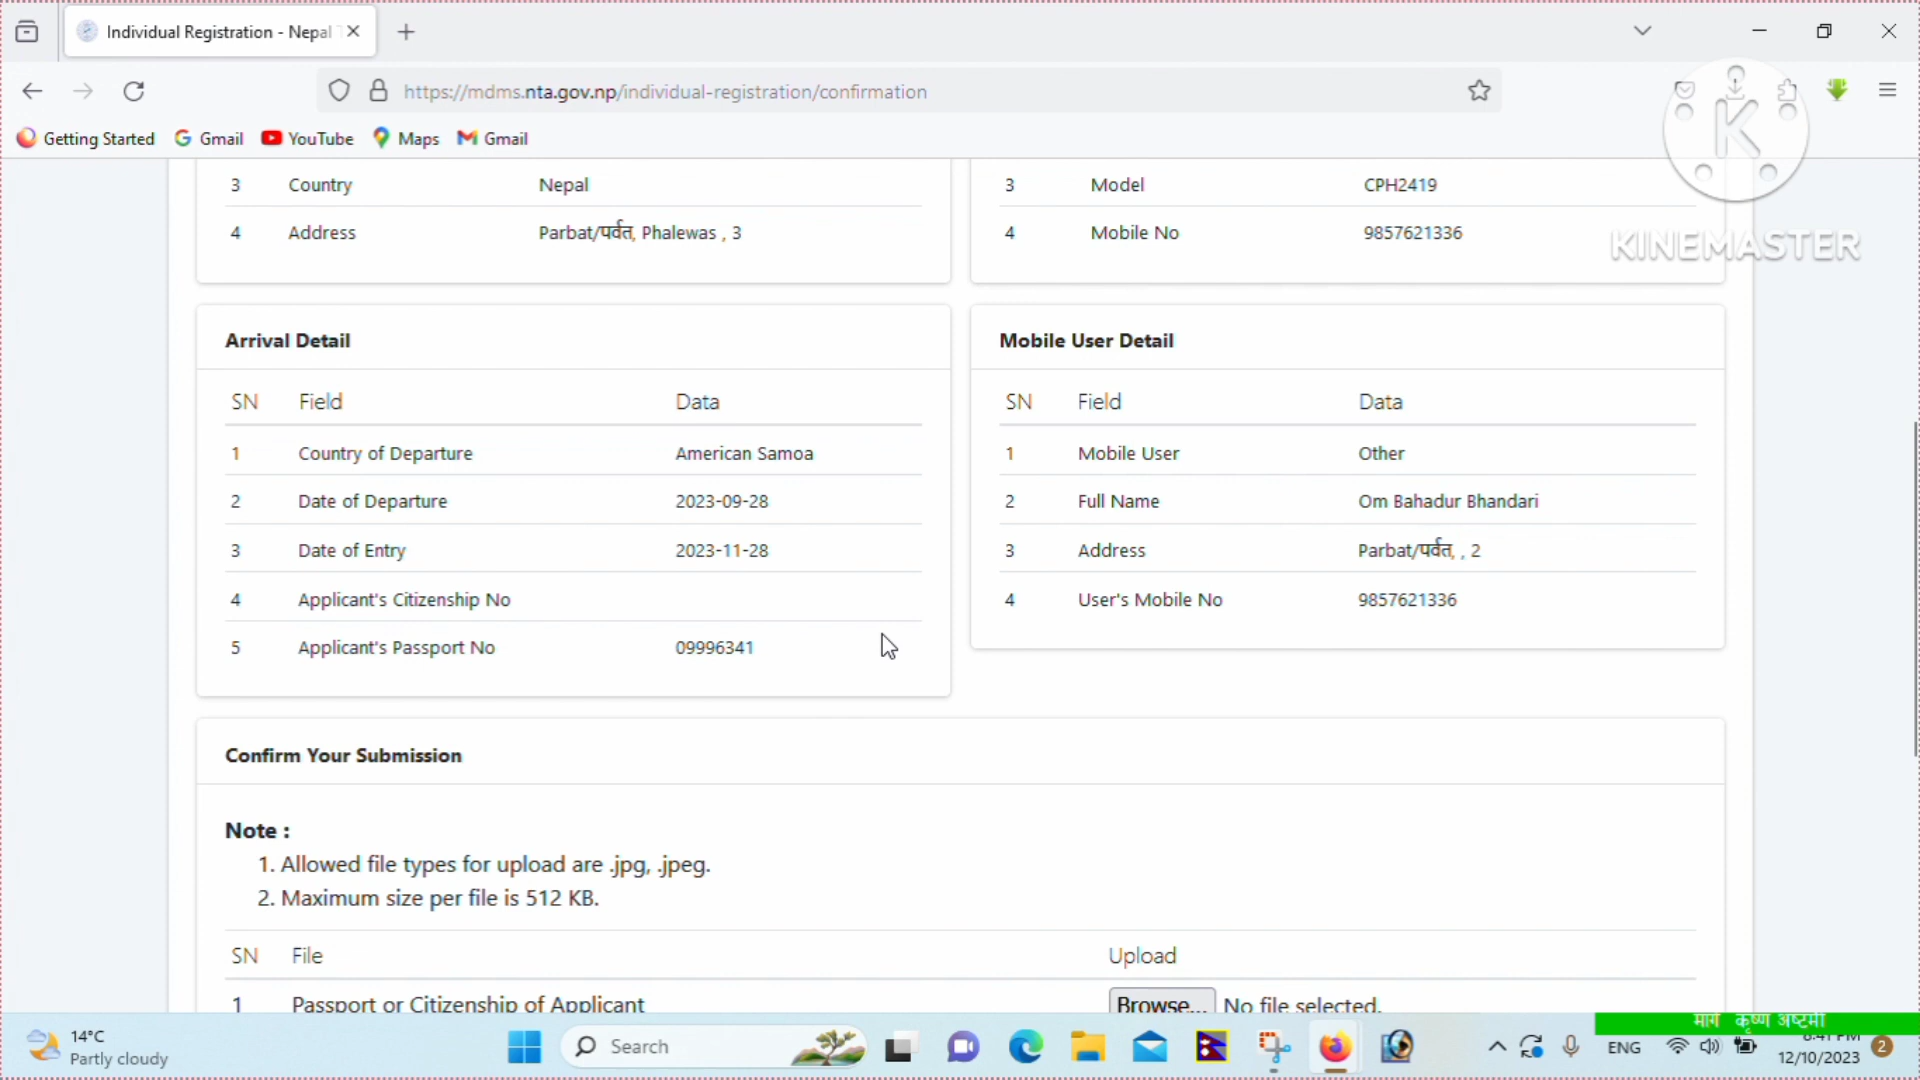 Individual Registration - Nepal
https://mdms.nta.gov.np/individual-registration/confirmation
Getting Started Gmail YouTube Maps Gmail
KINEMASTER
3 Country Nepal
4 Address Parbat/पर्वत, Phalewas , 3
3 Model CPH2419
4 Mobile No 9857621336
Arrival Detail
SN Field Data
1 Country of Departure American Samoa
2 Date of Departure 2023-09-28
3 Date of Entry 2023-11-28
4 Applicant's Citizenship No
5 Applicant's Passport No 09996341
Mobile User Detail
SN Field Data
1 Mobile User Other
2 Full Name Om Bahadur Bhandari
3 Address Parbat/पर्वत, , 2
4 User's Mobile No 9857621336
Confirm Your Submission
Note :
1. Allowed file types for upload are .jpg, .jpeg.
2. Maximum size per file is 512 KB.
SN File Upload
1 Passport or Citizenship of Applicant Browse... No file selected.
14°C
Partly cloudy
Search
ENG
मार्ग कृष्ण अष्टमी
12/10/2023
2